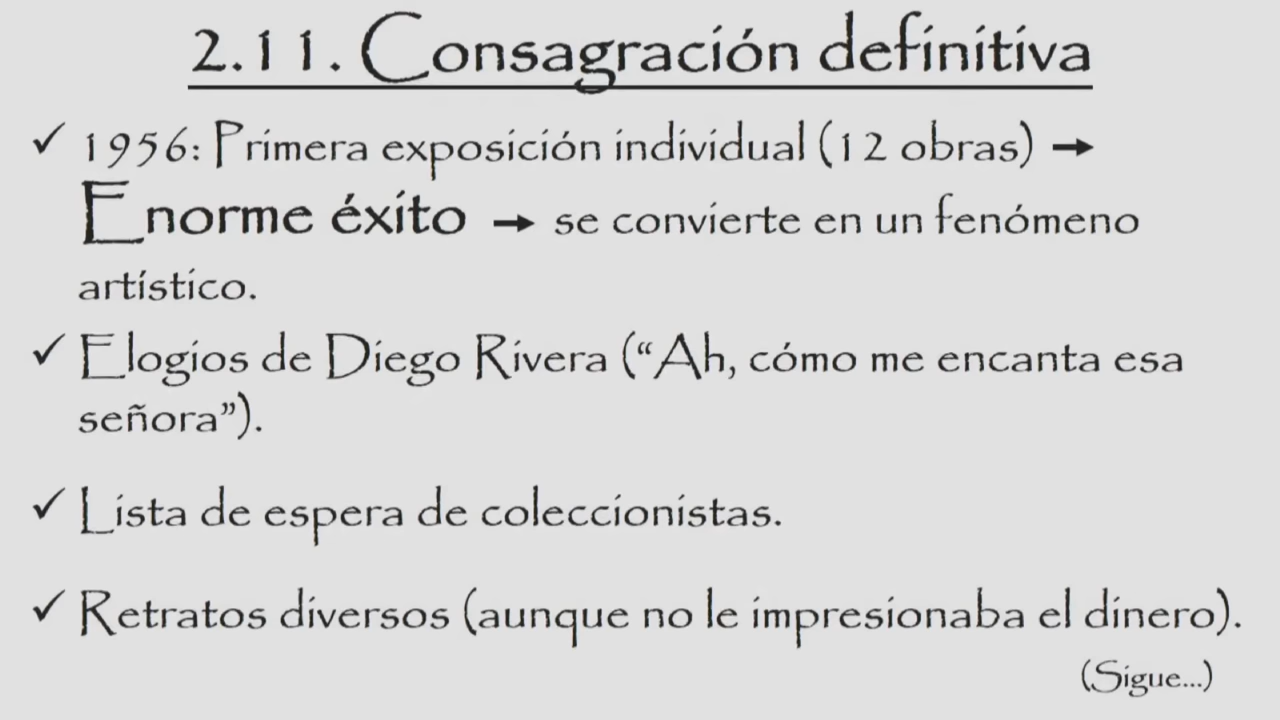 2.11. Consagración definitiva
✓ 1956: Primera exposición individual (12 obras) →
Enorme éxito → se convierte en un fenómeno
artístico.
✓ Elogios de Diego Rivera (“Ah, cómo me encanta esa
señora”).
✓ Lista de espera de coleccionistas.
✓ Retratos diversos (aunque no le impresionaba el dinero).
(Sigue...)